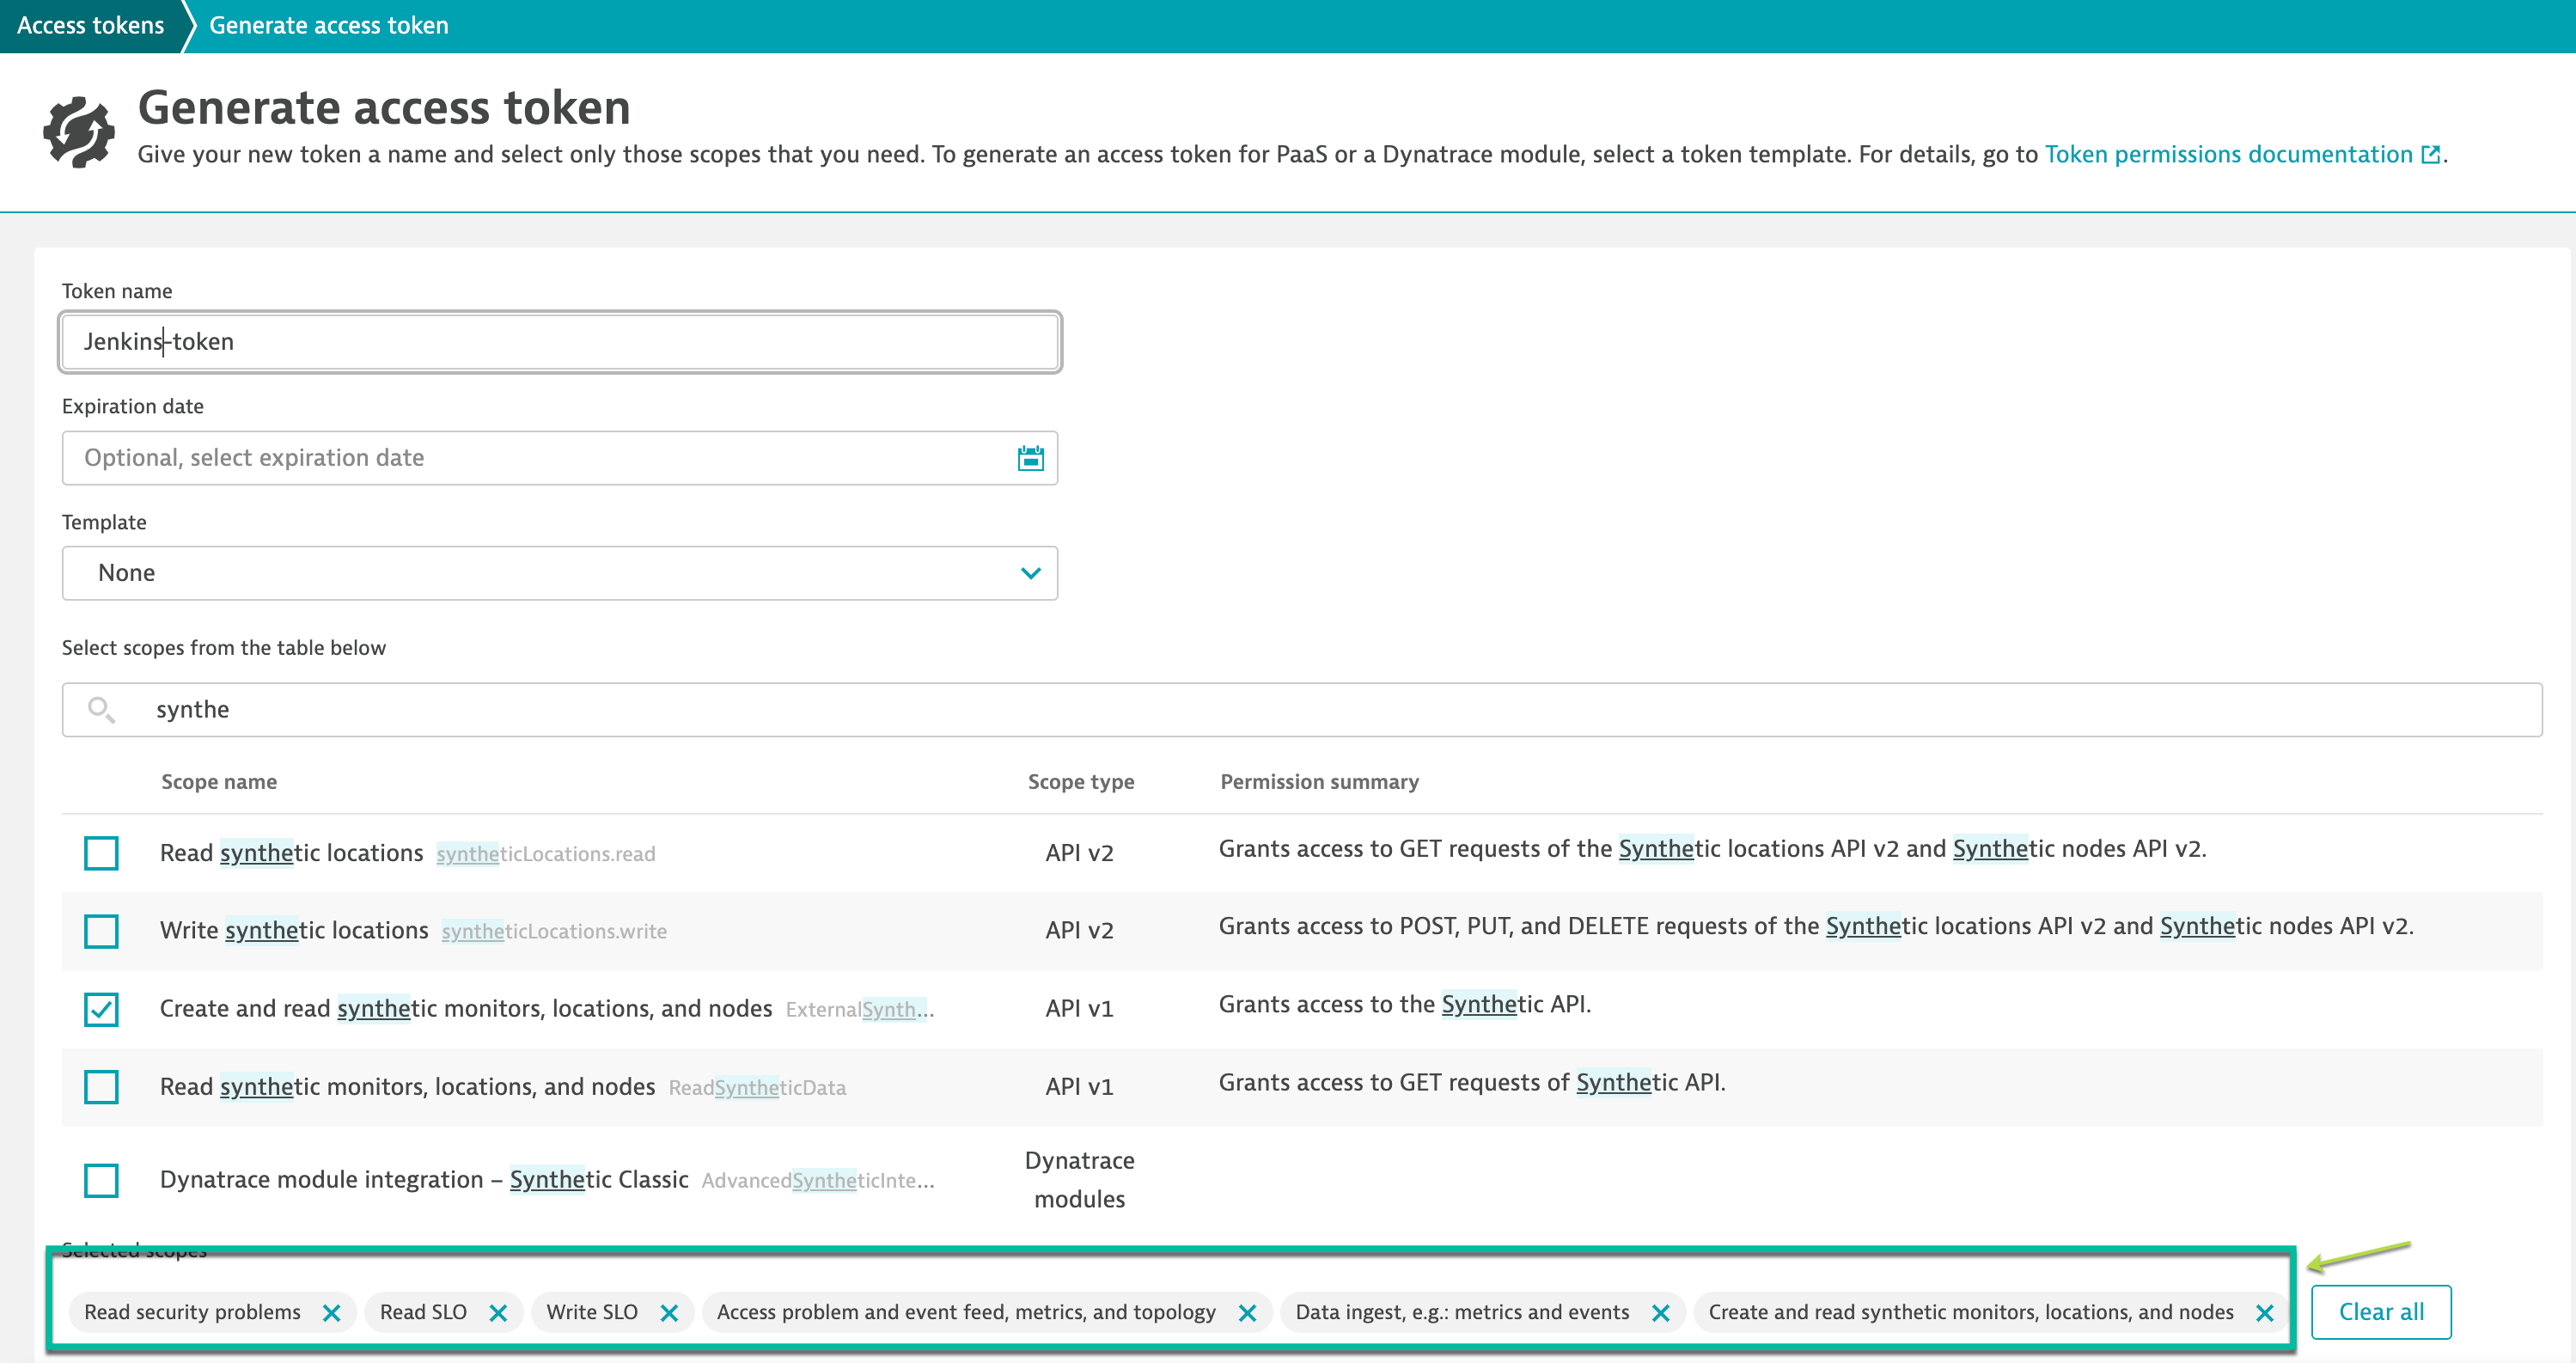 Access tokens
Generate access token
Generate access token
Give your new token a name and select only those scopes that you need. To generate an access token for PaaS or a Dynatrace module, select a token template. For details, go to Token permissions documentation.
Token name
Jenkins-token
Expiration date
Optional, select expiration date
Template
None
Select scopes from the table below
synthe
Scope name Scope type Permission summary
Read synthetic locations syntheticLocations.read API v2 Grants access to GET requests of the Synthetic locations API v2 and Synthetic nodes API v2.
Write synthetic locations syntheticLocations.write API v2 Grants access to POST, PUT, and DELETE requests of the Synthetic locations API v2 and Synthetic nodes API v2.
Create and read synthetic monitors, locations, and nodes ExternalSynth... API v1 Grants access to the Synthetic API.
Read synthetic monitors, locations, and nodes ReadSyntheticData API v1 Grants access to GET requests of Synthetic API.
Dynatrace module integration – Synthetic Classic AdvancedSyntheticInte... Dynatrace
modules
Selected scopes
Read security problems Read SLO Write SLO Access problem and event feed, metrics, and topology Data ingest, e.g.: metrics and events Create and read synthetic monitors, locations, and nodes Clear all